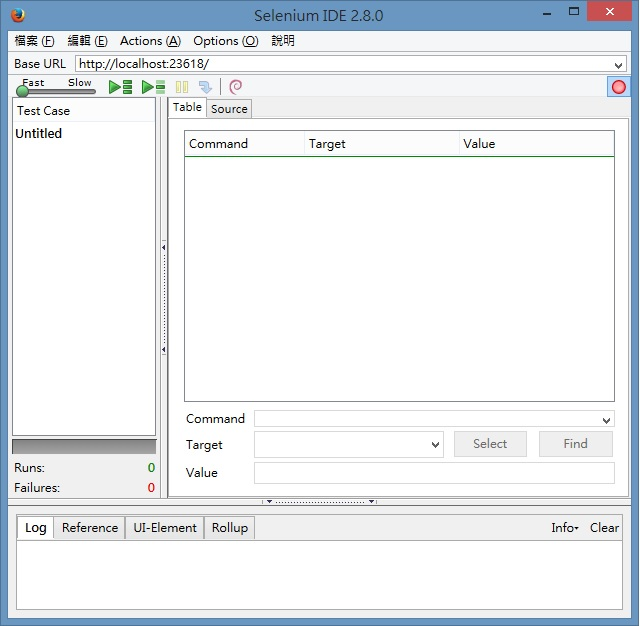 Selenium IDE 2.8.0
檔案 (F) 編輯 (E) Actions (A) Options (O) 說明
Base URL http://localhost:23618/
Fast Slow
Test Case
Untitled
Table Source
Command Target Value
Command
Target Select Find
Value
Runs: 0
Failures: 0
Log Reference UI-Element Rollup Info Clear